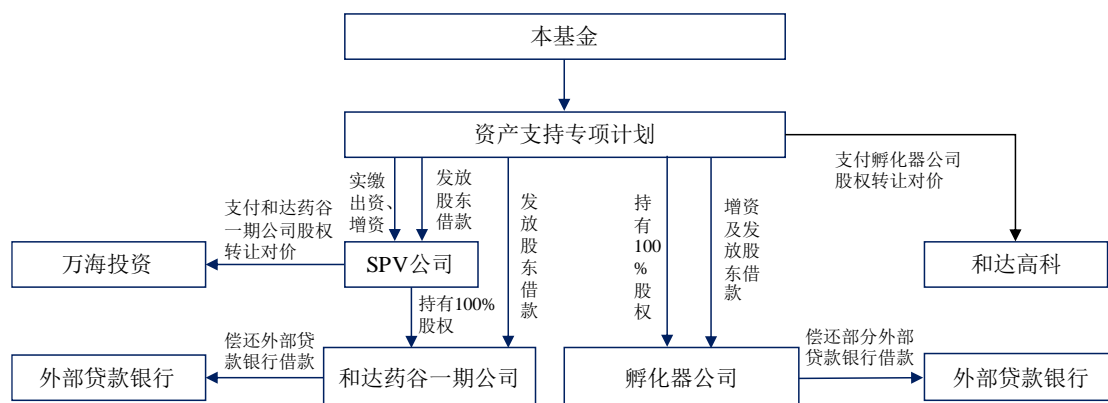 本基金
资产支持专项计划
支付孵化器公司
股权转让对价
实缴
出资、
增资
发放
股东
借款
发放股东借款
持有100%股权
增资及发放股东借款
支付和达药谷
一期公司股权
转让对价
万海投资
SPV公司
和达高科
持有100%
股权
偿还外部贷
款银行借款
偿还部分外部
贷款银行借款
外部贷款银行
和达药谷一期公司
孵化器公司
外部贷款银行